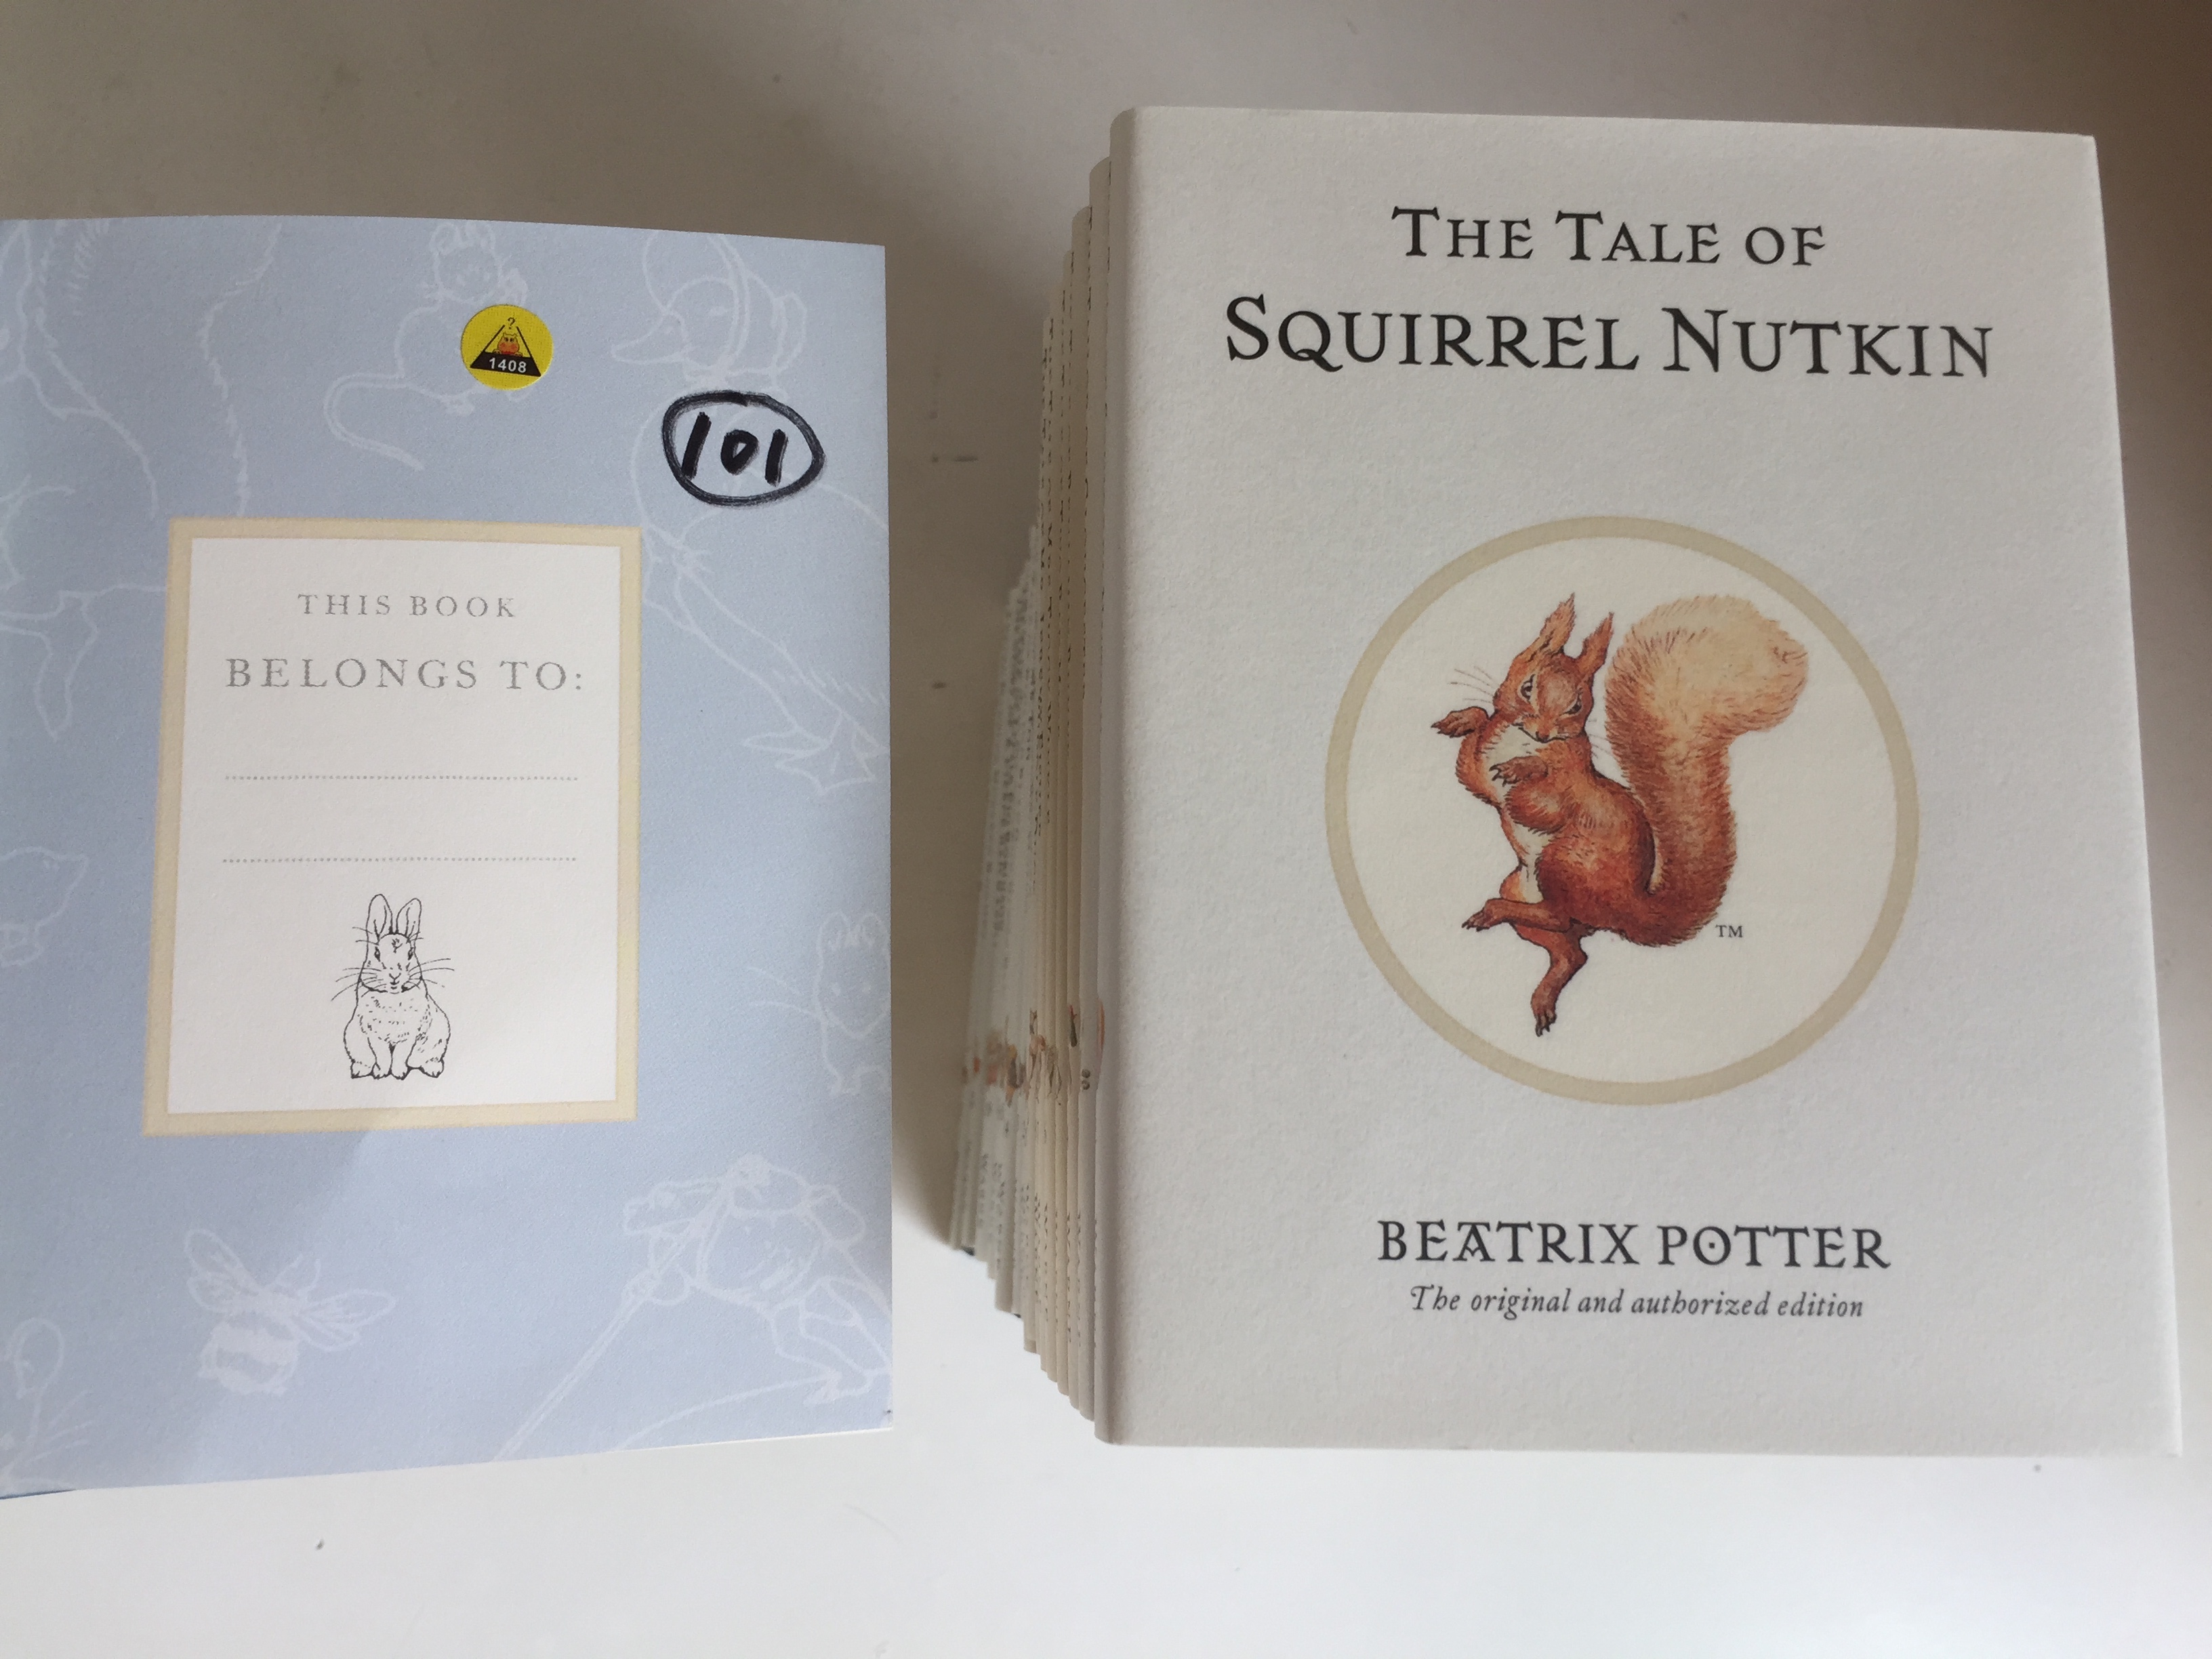 ?
1408
101
THIS BOOK
BELONGS TO:
THE TALE OF
SQUIRREL NUTKIN
TM
BEATRIX POTTER
The original and authorized edition